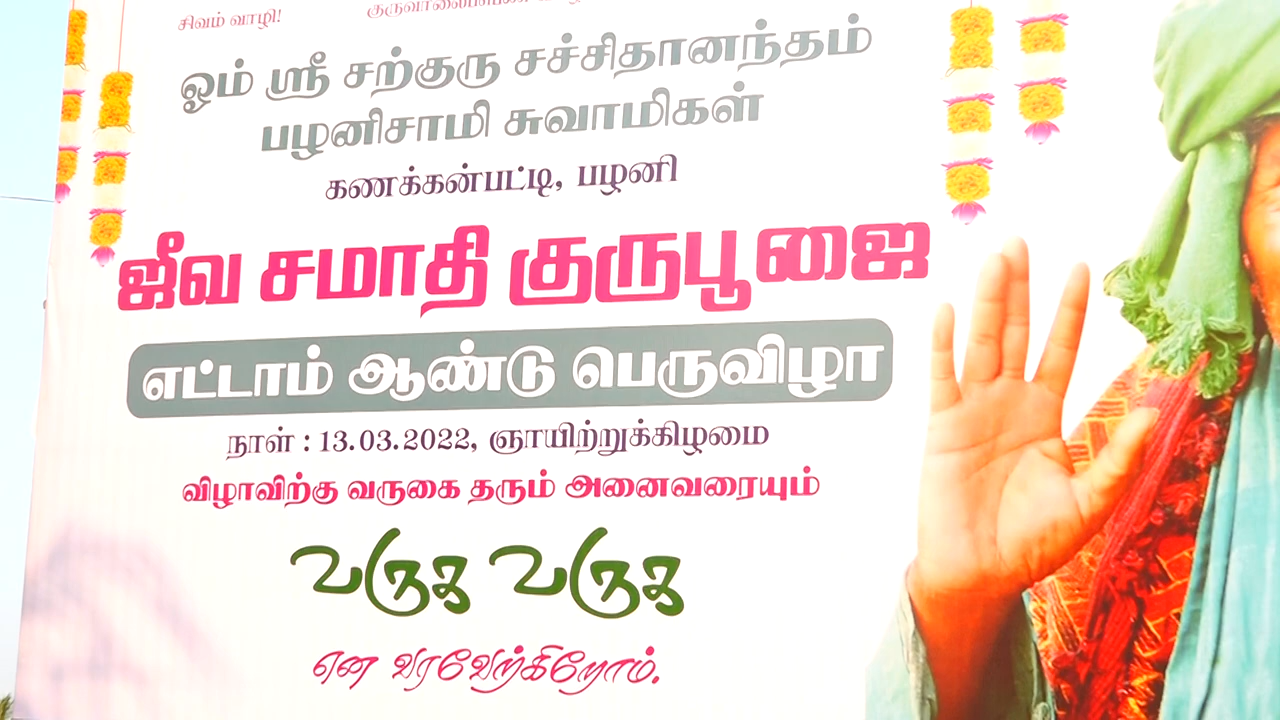 சிவம் வாழி!
ஓம் ஸ்ரீ சற்குரு சச்சிதானந்தம்
பழனிசாமி சுவாமிகள்
கணக்கன்பட்டி, பழனி
ஜீவ சமாதி குருபூஜை
எட்டாம் ஆண்டு பெருவிழா
நாள் : 13.03.2022, ஞாயிற்றுக்கிழமை
விழாவிற்கு வருகை தரும் அனைவரையும்
வருக வருக
என வரவேற்கிறோம்.